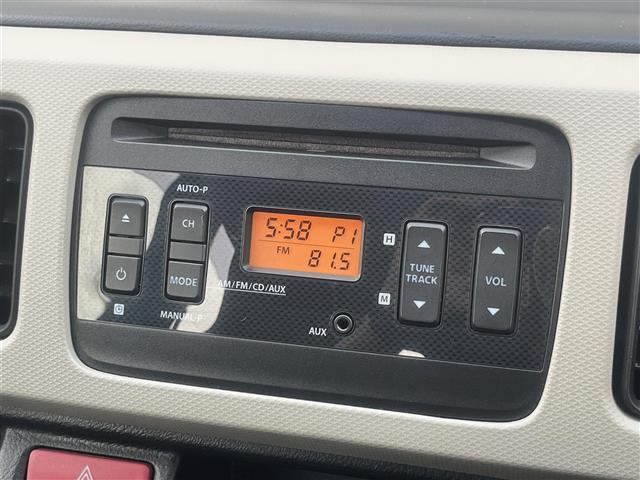 AUTO-P
CH
MODE
MANUAL-P
AM/FM/CD/AUX
5:58 P1
FM
81.5
H
M
C
AUX
TUNE
TRACK
VOL